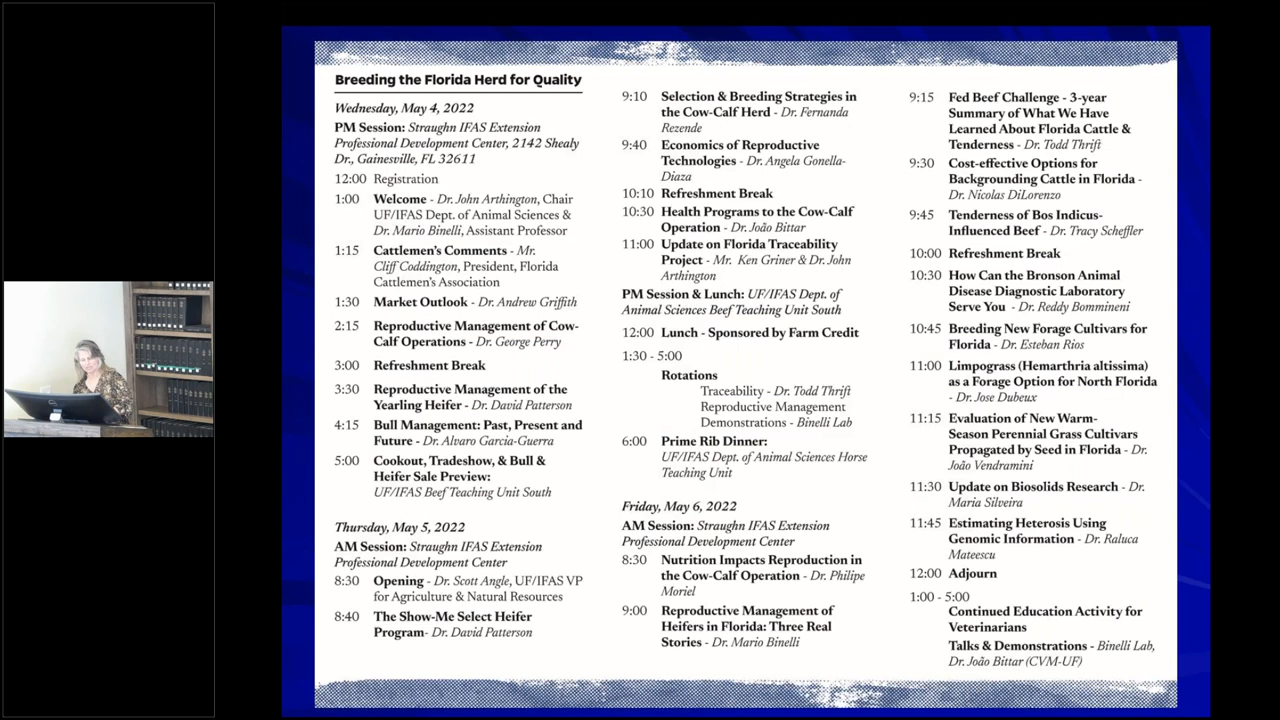 Breeding the Florida Herd for Quality
Wednesday, May 4, 2022
PM Session: Straughn IFAS Extension
Professional Development Center, 2142 Shealy
Dr., Gainesville, FL 32611
12:00 Registration
1:00 Welcome - Dr. John Arthington, Chair
UF/IFAS Dept. of Animal Sciences &
Dr. Mario Binelli, Assistant Professor
1:15 Cattlemen's Comments - Mr.
Cliff Coddington, President, Florida
Cattlemen's Association
1:30 Market Outlook - Dr. Andrew Griffith
2:15 Reproductive Management of Cow-
Calf Operations - Dr. George Perry
3:00 Refreshment Break
3:30 Reproductive Management of the
Yearling Heifer - Dr. David Patterson
4:15 Bull Management: Past, Present and
Future - Dr. Alvaro Garcia-Guerra
5:00 Cookout, Tradeshow, & Bull &
Heifer Sale Preview:
UF/IFAS Beef Teaching Unit South
Thursday, May 5, 2022
AM Session: Straughn IFAS Extension
Professional Development Center
8:30 Opening - Dr. Scott Angle, UF/IFAS VP
for Agriculture & Natural Resources
8:40 The Show-Me Select Heifer
Program- Dr. David Patterson
9:10 Selection & Breeding Strategies in
the Cow-Calf Herd - Dr. Fernanda
Rezende
9:40 Economics of Reproductive
Technologies - Dr. Angela Gonella-
Diaza
10:10 Refreshment Break
10:30 Health Programs to the Cow-Calf
Operation - Dr. João Bittar
11:00 Update on Florida Traceability
Project - Mr. Ken Griner & Dr. John
Arthington
PM Session & Lunch: UF/IFAS Dept. of
Animal Sciences Beef Teaching Unit South
12:00 Lunch - Sponsored by Farm Credit
1:30 - 5:00
Rotations
Traceability - Dr. Todd Thrift
Reproductive Management
Demonstrations - Binelli Lab
6:00 Prime Rib Dinner:
UF/IFAS Dept. of Animal Sciences Horse
Teaching Unit
Friday, May 6, 2022
AM Session: Straughn IFAS Extension
Professional Development Center
8:30 Nutrition Impacts Reproduction in
the Cow-Calf Operation - Dr. Philipe
Moriel
9:00 Reproductive Management of
Heifers in Florida: Three Real
Stories - Dr. Mario Binelli
9:15 Fed Beef Challenge - 3-year
Summary of What We Have
Learned About Florida Cattle &
Tenderness - Dr. Todd Thrift
9:30 Cost-effective Options for
Backgrounding Cattle in Florida -
Dr. Nicolas DiLorenzo
9:45 Tenderness of Bos Indicus-
Influenced Beef - Dr. Tracy Scheffler
10:00 Refreshment Break
10:30 How Can the Bronson Animal
Disease Diagnostic Laboratory
Serve You - Dr. Reddy Bommineni
10:45 Breeding New Forage Cultivars for
Florida - Dr. Esteban Rios
11:00 Limpograss (Hemarthria altissima)
as a Forage Option for North Florida
- Dr. Jose Dubeux
11:15 Evaluation of New Warm-
Season Perennial Grass Cultivars
Propagated by Seed in Florida - Dr.
João Vendramini
11:30 Update on Biosolids Research - Dr.
Maria Silveira
11:45 Estimating Heterosis Using
Genomic Information - Dr. Raluca
Mateescu
12:00 Adjourn
1:00 - 5:00
Continued Education Activity for
Veterinarians
Talks & Demonstrations - Binelli Lab,
Dr. João Bittar (CVM-UF)